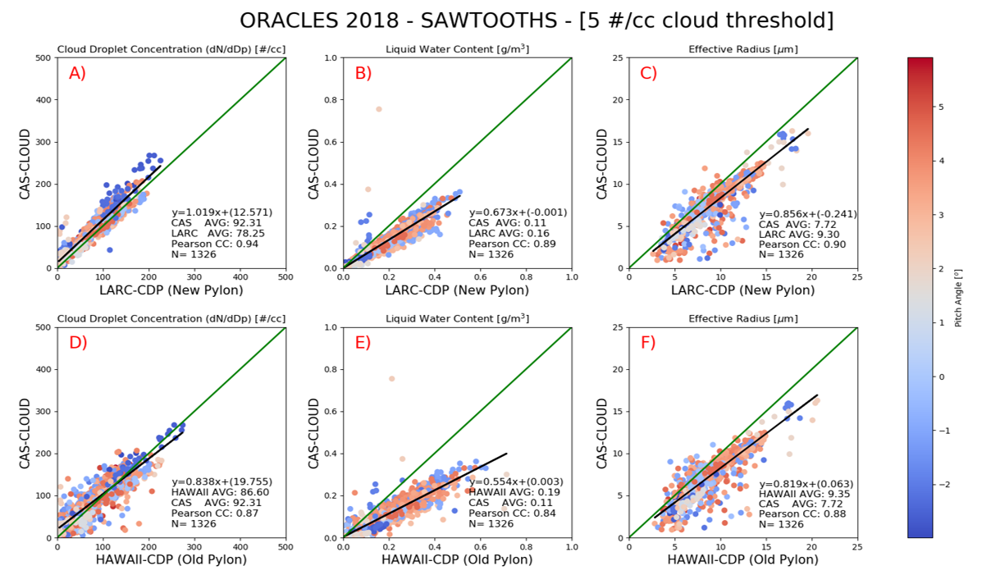 ORACLES 2018 - SAWTOOTHS - [5 #/cc cloud threshold]
Cloud Droplet Concentration (dN/dDp) [#/cc]
A)
500
400
300
200
100
0
0 100 200 300 400 500
CAS-CLOUD
y=1.019x+(12.571)
CAS AVG: 92.31
LARC AVG: 78.25
Pearson CC: 0.94
N= 1326
LARC-CDP (New Pylon)
Liquid Water Content [g/m³]
B)
1.0
0.8
0.6
0.4
0.2
0.0
0.0 0.2 0.4 0.6 0.8 1.0
CAS-CLOUD
y=0.673x+(-0.001)
CAS AVG: 0.11
LARC AVG: 0.16
Pearson CC: 0.89
N= 1326
LARC-CDP (New Pylon)
Effective Radius [μm]
C)
25
20
15
10
5
0
0 5 10 15 20 25
CAS-CLOUD
y=0.856x+(-0.241)
CAS AVG: 7.72
LARC AVG: 9.30
Pearson CC: 0.90
N= 1326
LARC-CDP (New Pylon)
Cloud Droplet Concentration (dN/dDp) [#/cc]
D)
500
400
300
200
100
0
0 100 200 300 400 500
CAS-CLOUD
y=0.838x+(19.755)
HAWAII AVG: 86.60
CAS AVG: 92.31
Pearson CC: 0.87
N= 1326
HAWAII-CDP (Old Pylon)
Liquid Water Content [g/m³]
E)
1.0
0.8
0.6
0.4
0.2
0.0
0.0 0.2 0.4 0.6 0.8 1.0
CAS-CLOUD
y=0.554x+(0.003)
HAWAII AVG: 0.19
CAS AVG: 0.11
Pearson CC: 0.84
N= 1326
HAWAII-CDP (Old Pylon)
Effective Radius [μm]
F)
25
20
15
10
5
0
0 5 10 15 20 25
CAS-CLOUD
y=0.819x+(0.063)
HAWAII AVG: 9.35
CAS AVG: 7.72
Pearson CC: 0.88
N= 1326
HAWAII-CDP (Old Pylon)
5
4
3
2
1
0
−1
−2
Pitch Angle [⁰]